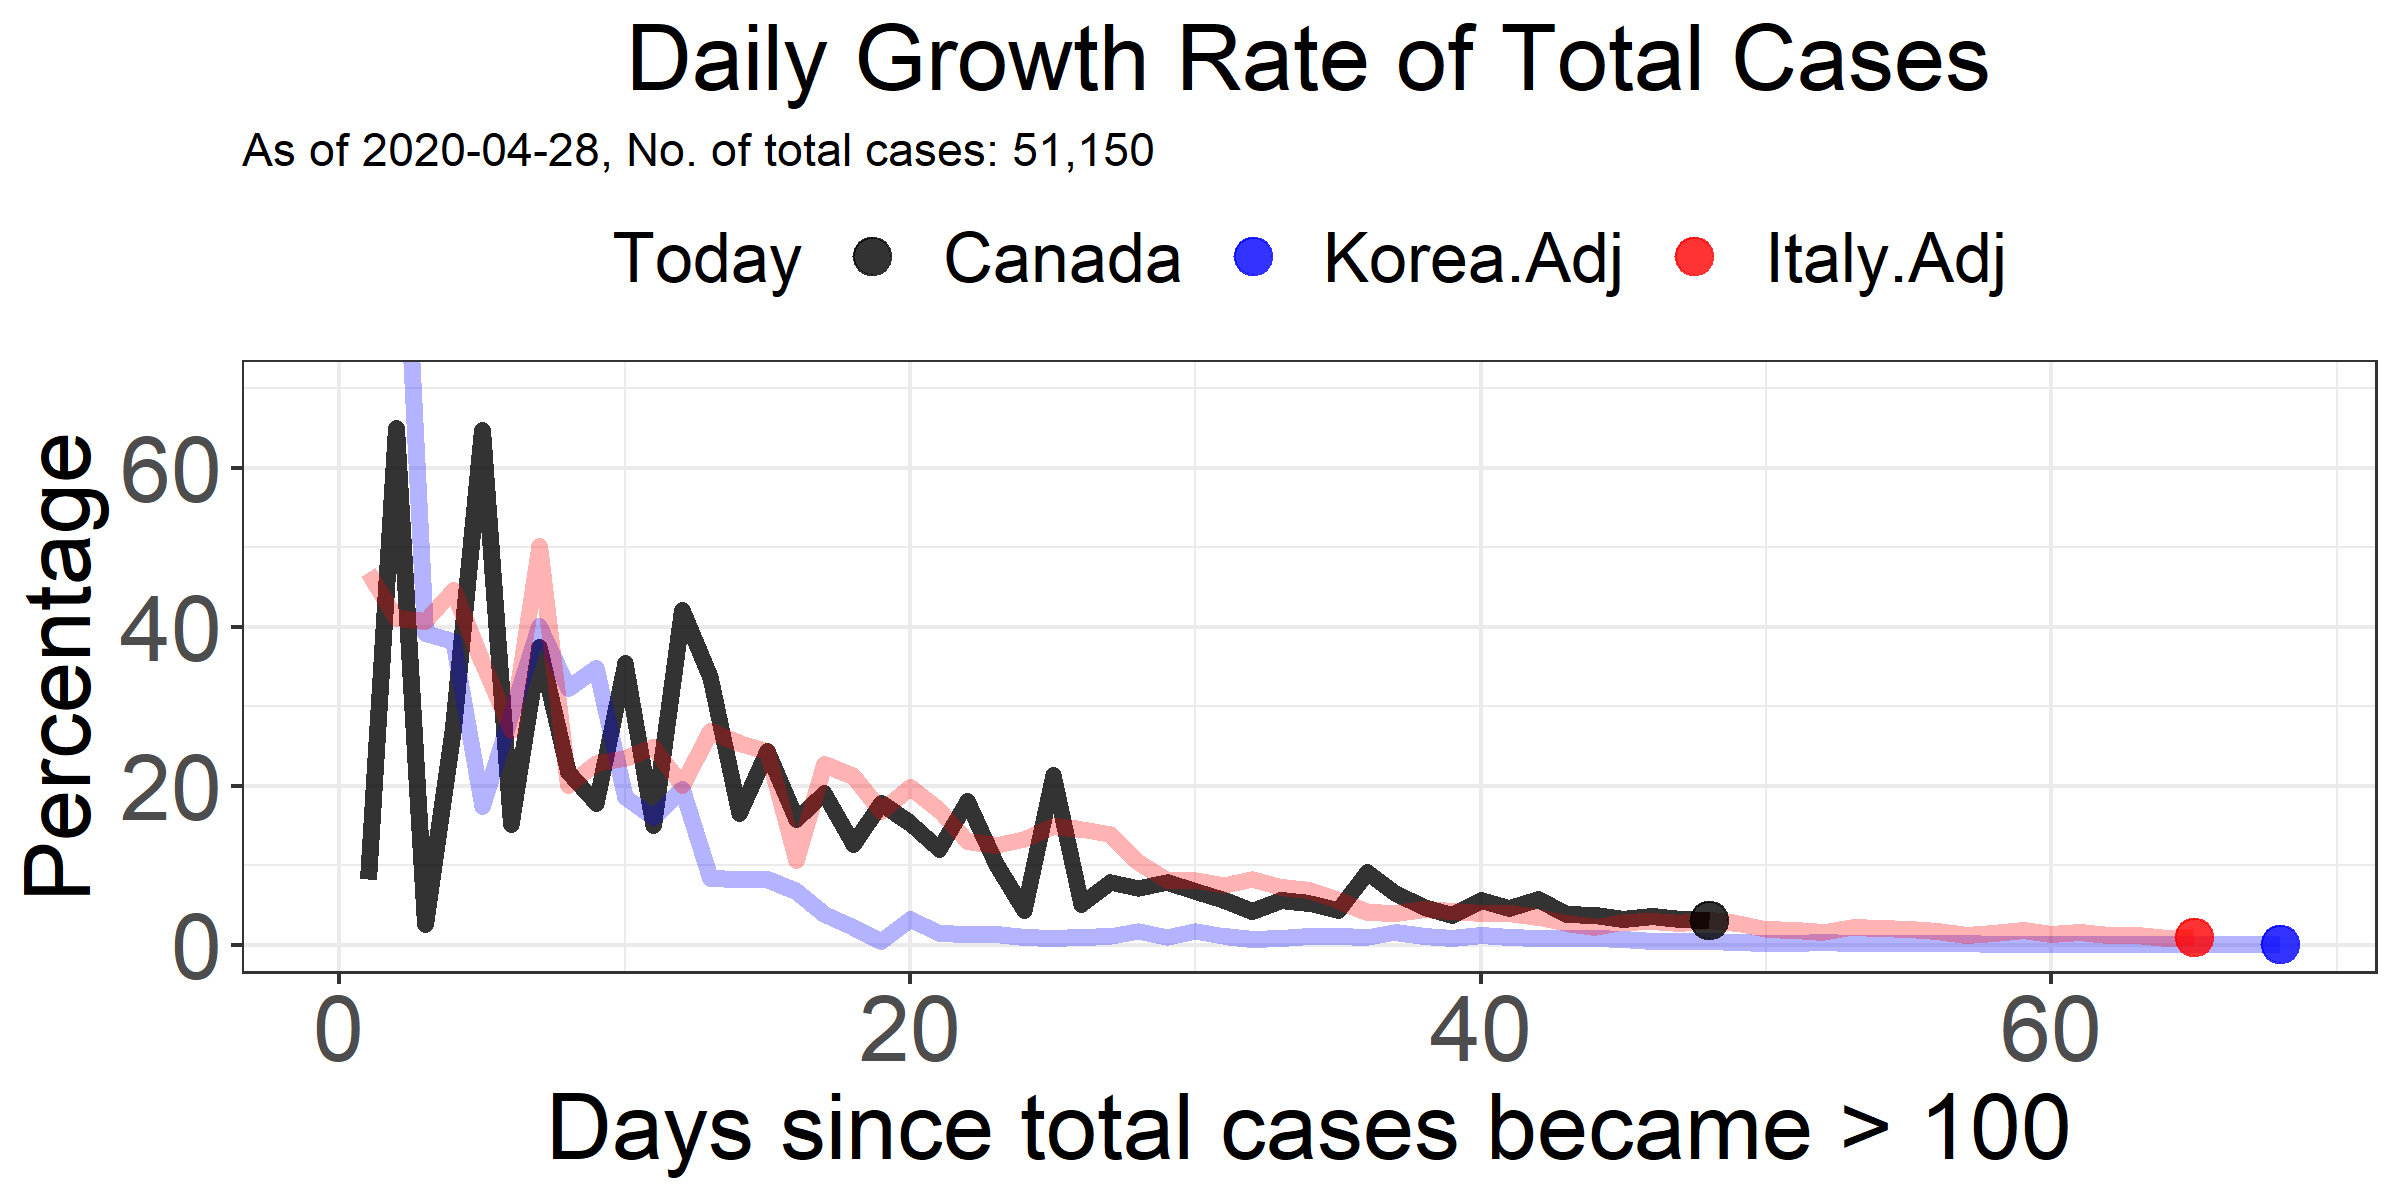 Daily Growth Rate of Total Cases
As of 2020-04-28, No. of total cases: 51,150
Today Canada Korea.Adj Italy.Adj
Percentage
60
40
20
0
0 20 40 60
Days since total cases became > 100